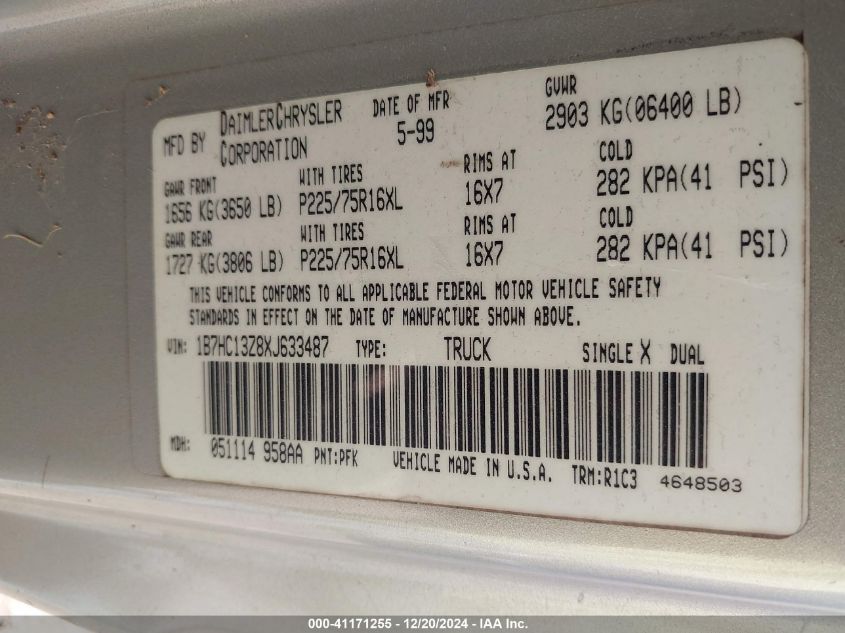 MFD BY DAIMLERCHRYSLER CORPORATION DATE OF MFR 5-99 GVWR 2903 KG(06400 LB)
GAWR FRONT WITH TIRES RIMS AT COLD
1656 KG(3650 LB) P225/75R16XL 16X7 282 KPA(41 PSI)
GAWR REAR WITH TIRES RIMS AT COLD
1727 KG(3806 LB) P225/75R16XL 16X7 282 KPA(41 PSI)
THIS VEHICLE CONFORMS TO ALL APPLICABLE FEDERAL MOTOR VEHICLE SAFETY
STANDARDS IN EFFECT ON THE DATE OF MANUFACTURE SHOWN ABOVE.
VIN: 1B7HC13Z8XJ633487 TYPE: TRUCK SINGLE X DUAL
MDH: 051114 958AA PNT:PFK VEHICLE MADE IN U.S.A. TRM:R1C3 4648503
000-41171255 - 12/20/2024 - IAA Inc.